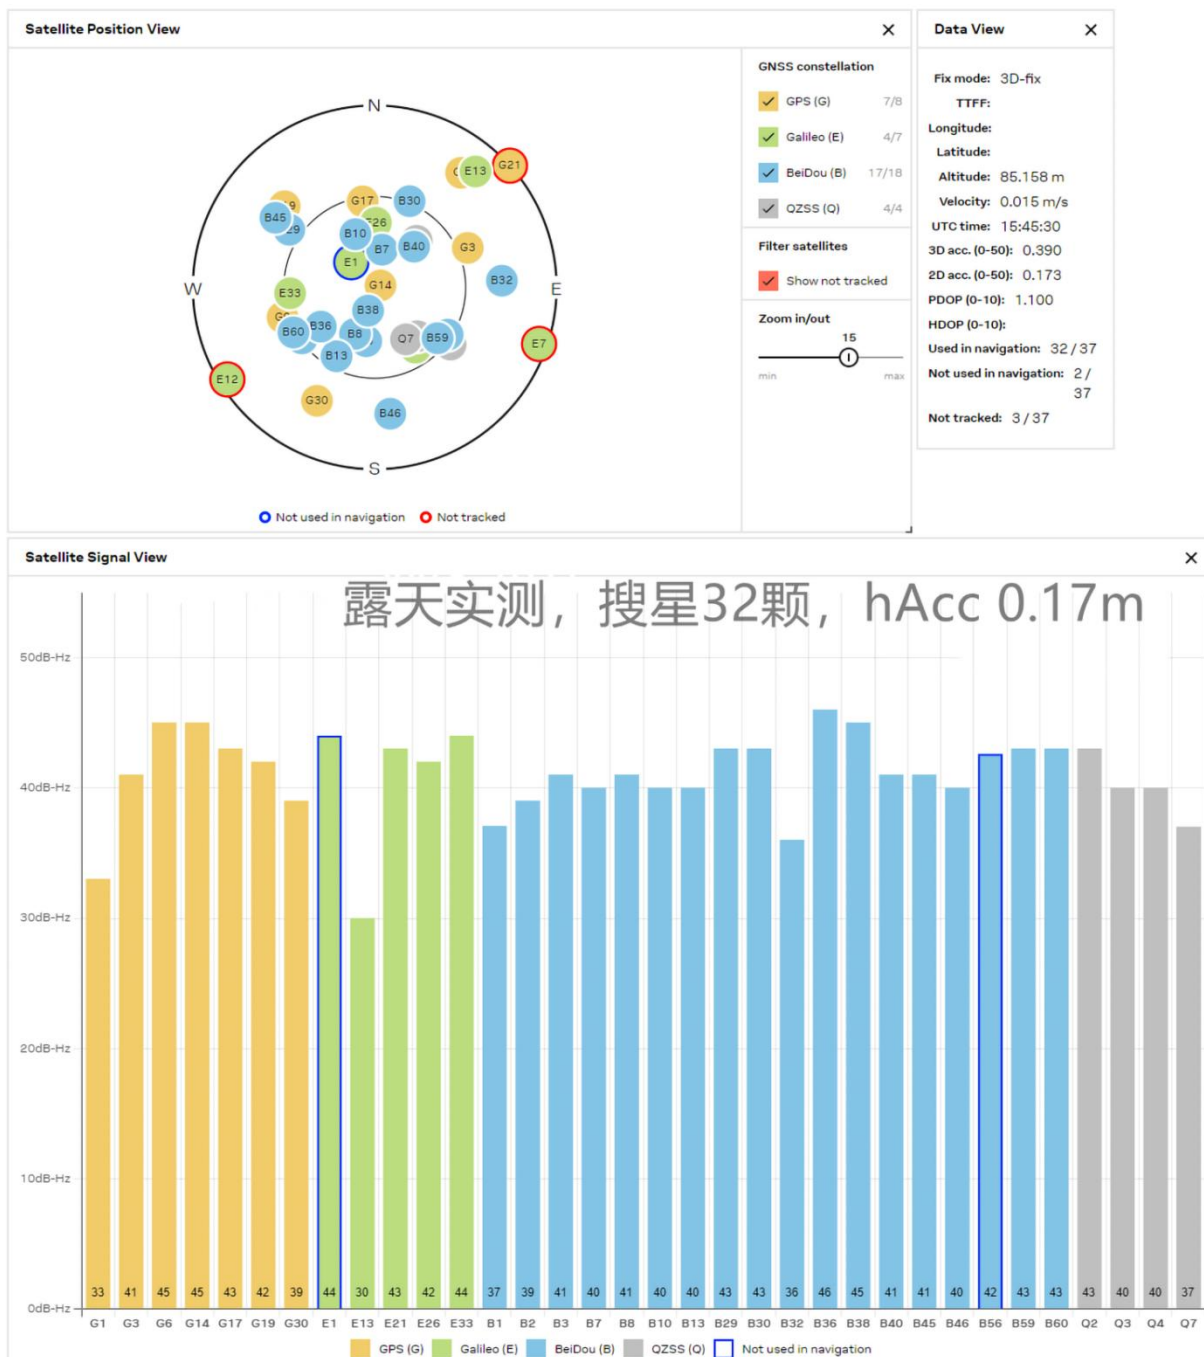 Satellite Position View
N
W
E
S
G17
B30
E13
G21
B45
E26
B10
B7
B40
G3
E1
G14
B32
E33
B38
B60
B36
B8
B13
Q7
B59
E7
E12
G30
B46
Not used in navigation
Not tracked
GNSS constellation
GPS (G) 7/8
Galileo (E) 4/7
BeiDou (B) 17/18
QZSS (Q) 4/4
Filter satellites
Show not tracked
Zoom in/out
15
min max
Data View
Fix mode: 3D-fix
TTFF:
Longitude:
Latitude:
Altitude: 85.158 m
Velocity: 0.015 m/s
UTC time: 15:45:30
3D acc. (0-50): 0.390
2D acc. (0-50): 0.173
PDOP (0-10): 1.100
HDOP (0-10):
Used in navigation: 32 / 37
Not used in navigation: 2 /
37
Not tracked: 3 / 37
Satellite Signal View
露天实测，搜星32颗，hAcc 0.17m
50dB-Hz
40dB-Hz
30dB-Hz
20dB-Hz
10dB-Hz
0dB-Hz
33 41 45 45 43 42 39 44 30 43 42 44 37 39 41 40 41 40 40 43 43 36 46 45 41 41 40 42 43 43 43 40 40 37
G1 G3 G6 G14 G17 G19 G30 E1 E13 E21 E26 E33 B1 B2 B3 B7 B8 B10 B13 B29 B30 B32 B36 B38 B40 B45 B46 B56 B59 B60 Q2 Q3 Q4 Q7
GPS (G) Galileo (E) BeiDou (B) QZSS (Q) Not used in navigation